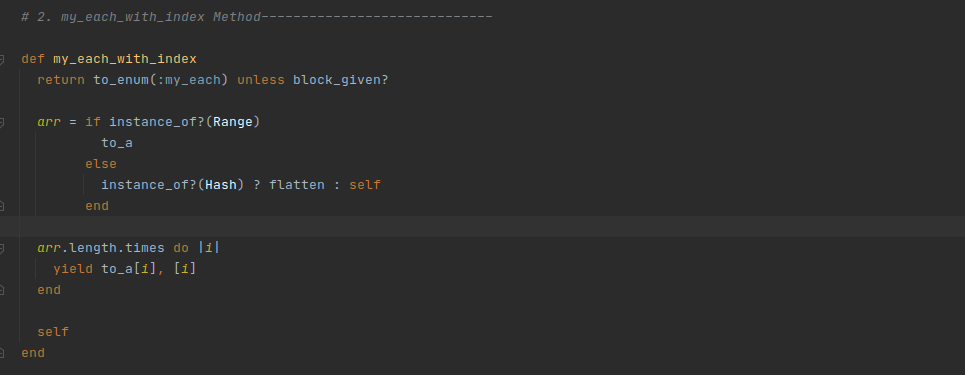 # 2. my_each_with_index Method-----------------------------
def my_each_with_index
return to_enum(:my_each) unless block_given?
arr = if instance_of?(Range)
to_a
else
instance_of?(Hash) ? flatten : self
end
arr.length.times do |i|
yield to_a[i], [i]
end
self
end